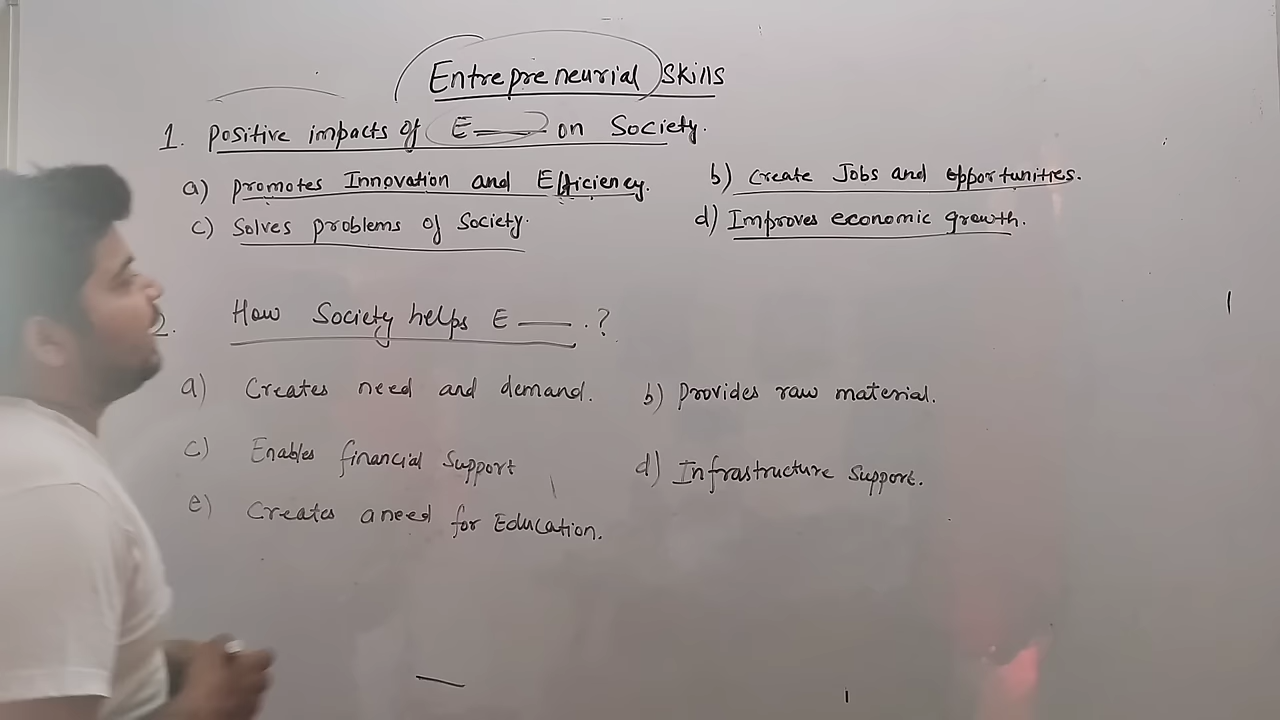 Entrepreneurial Skills
1. Positive impacts of E—— on Society.
a) Promotes Innovation and Efficiency. b) Create Jobs and opportunities.
c) Solves problems of Society. d) Improves economic growth.
2. How Society helps E——.?
a) Creates need and demand. b) Provides raw material.
c) Enables financial Support d) Infrastructure Support.
e) Creates a need for Education.